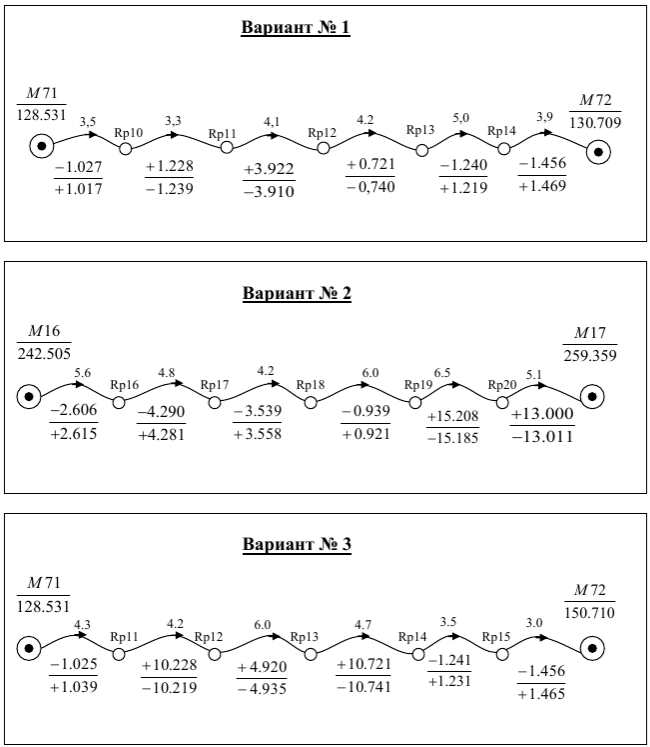 Вариант № 1
M 71
128.531
3,5
Rp10
3,3
Rp11
4,1
Rp12
4.2
Rp13
5,0
Rp14
3,9
M 72
130.709
−1.027
+1.017
+1.228
−1.239
+3.922
−3.910
+ 0.721
− 0,740
−1.240
+1.219
−1.456
+1.469
Вариант № 2
M16
242.505
5.6
Rp16
4.8
Rp17
4.2
Rp18
6.0
Rp19
6.5
Rp20
5.1
M17
259.359
−2.606
+2.615
−4.290
+4.281
−3.539
+3.558
−0.939
+0.921
+15.208
−15.185
+13.000
−13.011
Вариант № 3
M 71
128.531
4.3
Rp11
4.2
Rp12
6.0
Rp13
4.7
Rp14
3.5
Rp15
3.0
M 72
150.710
−1.025
+1.039
+10.228
−10.219
+ 4.920
− 4.935
+10.721
−10.741
−1.241
+1.231
−1.456
+1.465